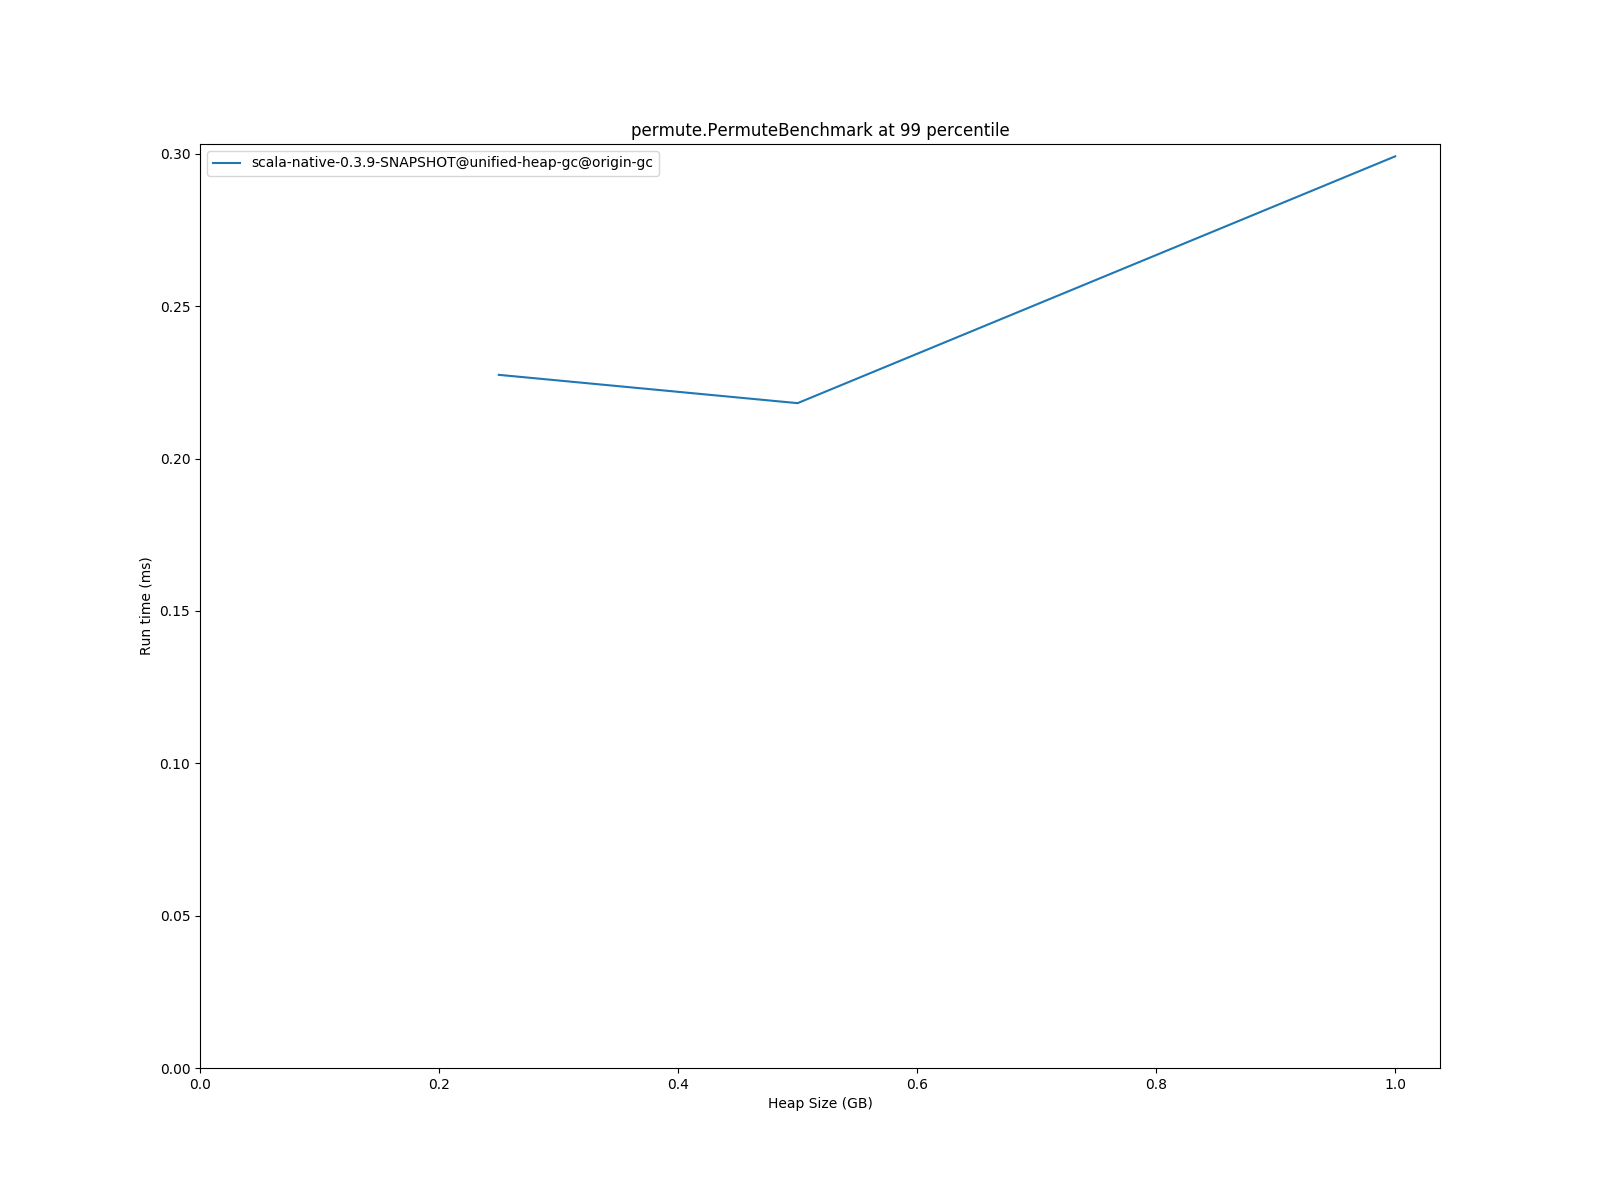 permute.PermuteBenchmark at 99 percentile
scala-native-0.3.9-SNAPSHOT@unified-heap-gc@origin-gc
0.30
0.25
0.20
0.15
0.10
0.05
0.00
Run time (ms)
0.0 0.2 0.4 0.6 0.8 1.0
Heap Size (GB)